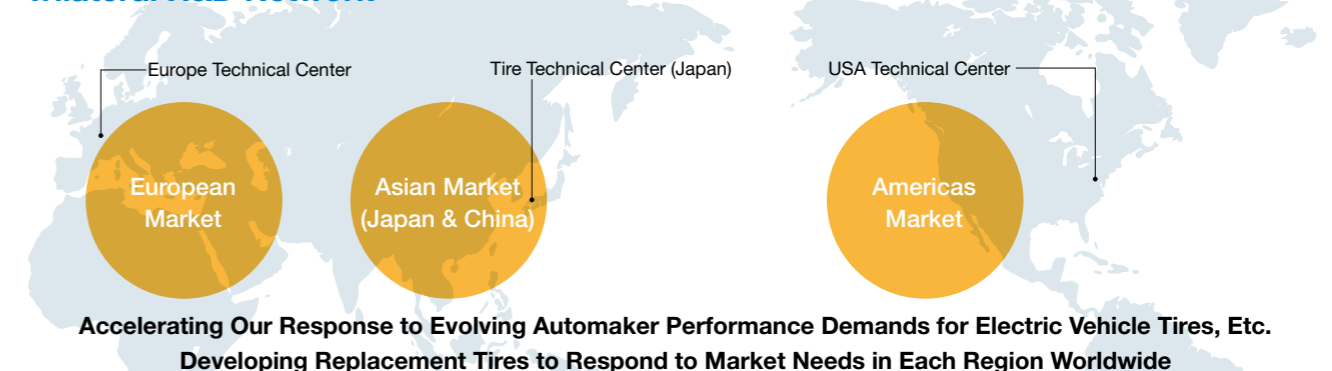 Europe Technical Center
Tire Technical Center (Japan)
USA Technical Center
European
Market
Asian Market
(Japan & China)
Americas
Market
Accelerating Our Response to Evolving Automaker Performance Demands for Electric Vehicle Tires, Etc.
Developing Replacement Tires to Respond to Market Needs in Each Region Worldwide